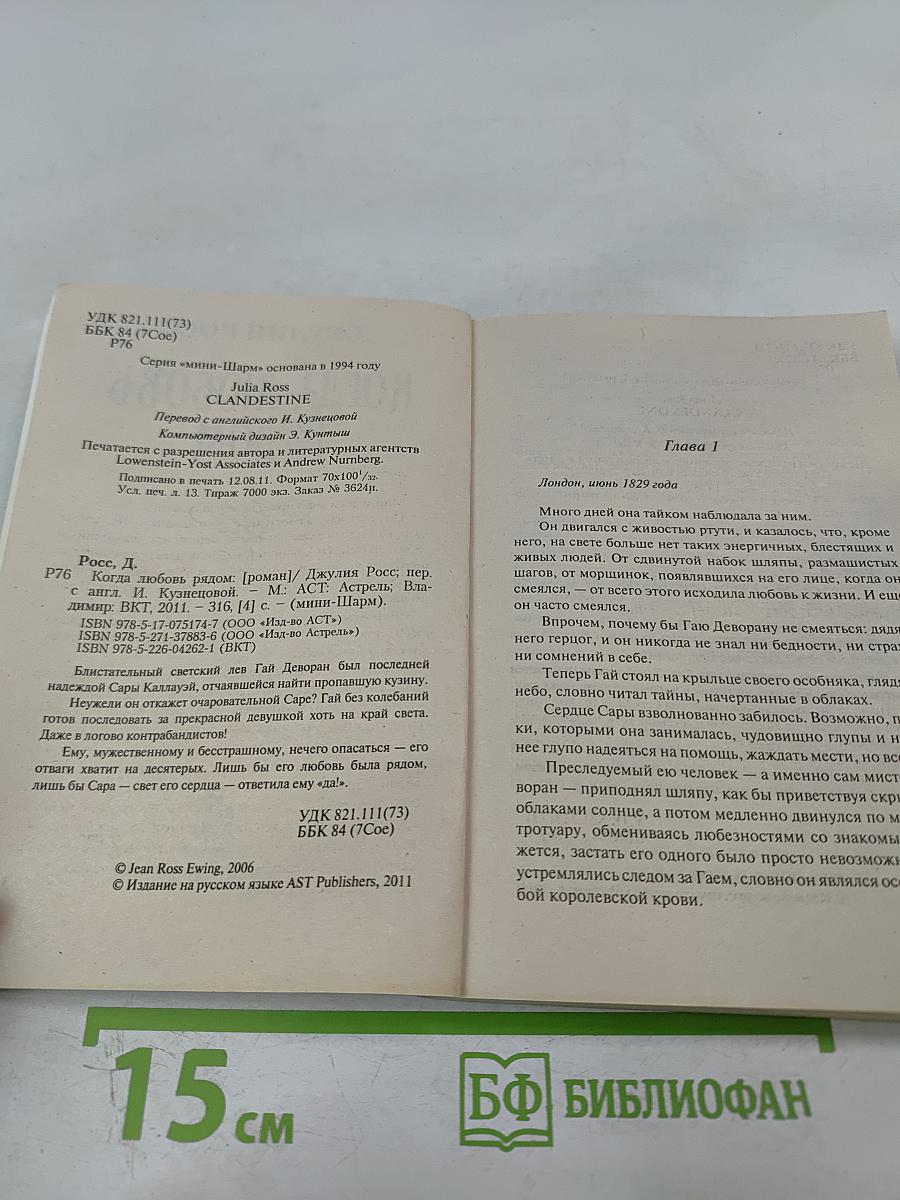 УДК 821.111(73)
ББК 84 (7Сое)
Р76
Серия «мини-Шарм» основана в 1994 году
Julia Ross
CLANDESTINE
Перевод с английского И. Кузнецовой
Компьютерный дизайн Э. Кунтыш
Печатается с разрешения автора и литературных агентств
Lowenstein-Yost Associates и Andrew Nurnberg.
Подписано в печать 12.08.11. Формат 70х100 1/32.
Усл. печ. л. 13. Тираж 7000 экз. Заказ № 3624и.
Росс, Д.
Р76 Когда любовь рядом: [роман]/ Джулия Росс; пер.
с англ. И. Кузнецовой. – М.: АСТ: Астрель; Вла-
димир: ВКТ, 2011. – 316, [4] с. – (мини-Шарм).
ISBN 978-5-17-075174-7 (ООО «Изд-во АСТ»)
ISBN 978-5-271-37883-6 (ООО «Изд-во Астрель»)
ISBN 978-5-226-04262-1 (ВКТ)
Блистательный светский лев Гай Деворан был последней
надеждой Сары Каллауэй, отчаявшейся найти пропавшую кузину.
Неужели он откажет очаровательной Саре? Гай без колебаний
готов последовать за прекрасной девушкой хоть на край света.
Даже в логово контрабандистов!
Ему, мужественному и бесстрашному, нечего опасаться — его
отваги хватит на десятерых. Лишь бы его любовь была рядом,
лишь бы Сара — свет его сердца — ответила ему «да!».
УДК 821.111(73)
ББК 84 (7Сое)
© Jean Ross Ewing, 2006
© Издание на русском языке AST Publishers, 2011
Глава 1
Лондон, июнь 1829 года
Много дней она тайком наблюдала за ним.
Он двигался с живостью ртути, и казалось, что, кроме
него, на свете больше нет таких энергичных, блестящих и
живых людей. От сдвинутой набок шляпы, размашистых
шагов, от морщинок, появлявшихся на его лице, когда он
смеялся, — от всего этого исходила любовь к жизни. И еще
он часто смеялся.
Впрочем, почему бы Гаю Деворану не смеяться: дядя
него герцог, и он никогда не знал ни бедности, ни страх
ни сомнений в себе.
Теперь Гай стоял на крыльце своего особняка, глядя
небо, словно читал тайны, начертанные в облаках.
Сердце Сары взволнованно забилось. Возможно, п
ки, которыми она занималась, чудовищно глупы и н
нее глупо надеяться на помощь, жаждать мести, но все
Преследуемый ею человек — а именно сам мист
воран — приподнял шляпу, как бы приветствуя скры
облаками солнце, а потом медленно двинулся по м
тротуару, обмениваясь любезностями со знакомы
жется, застать его одного было просто невозможн
устремлялись следом за Гаем, словно он являлся осо
бой королевской крови.
15 см
БФ БИБЛИОФАН